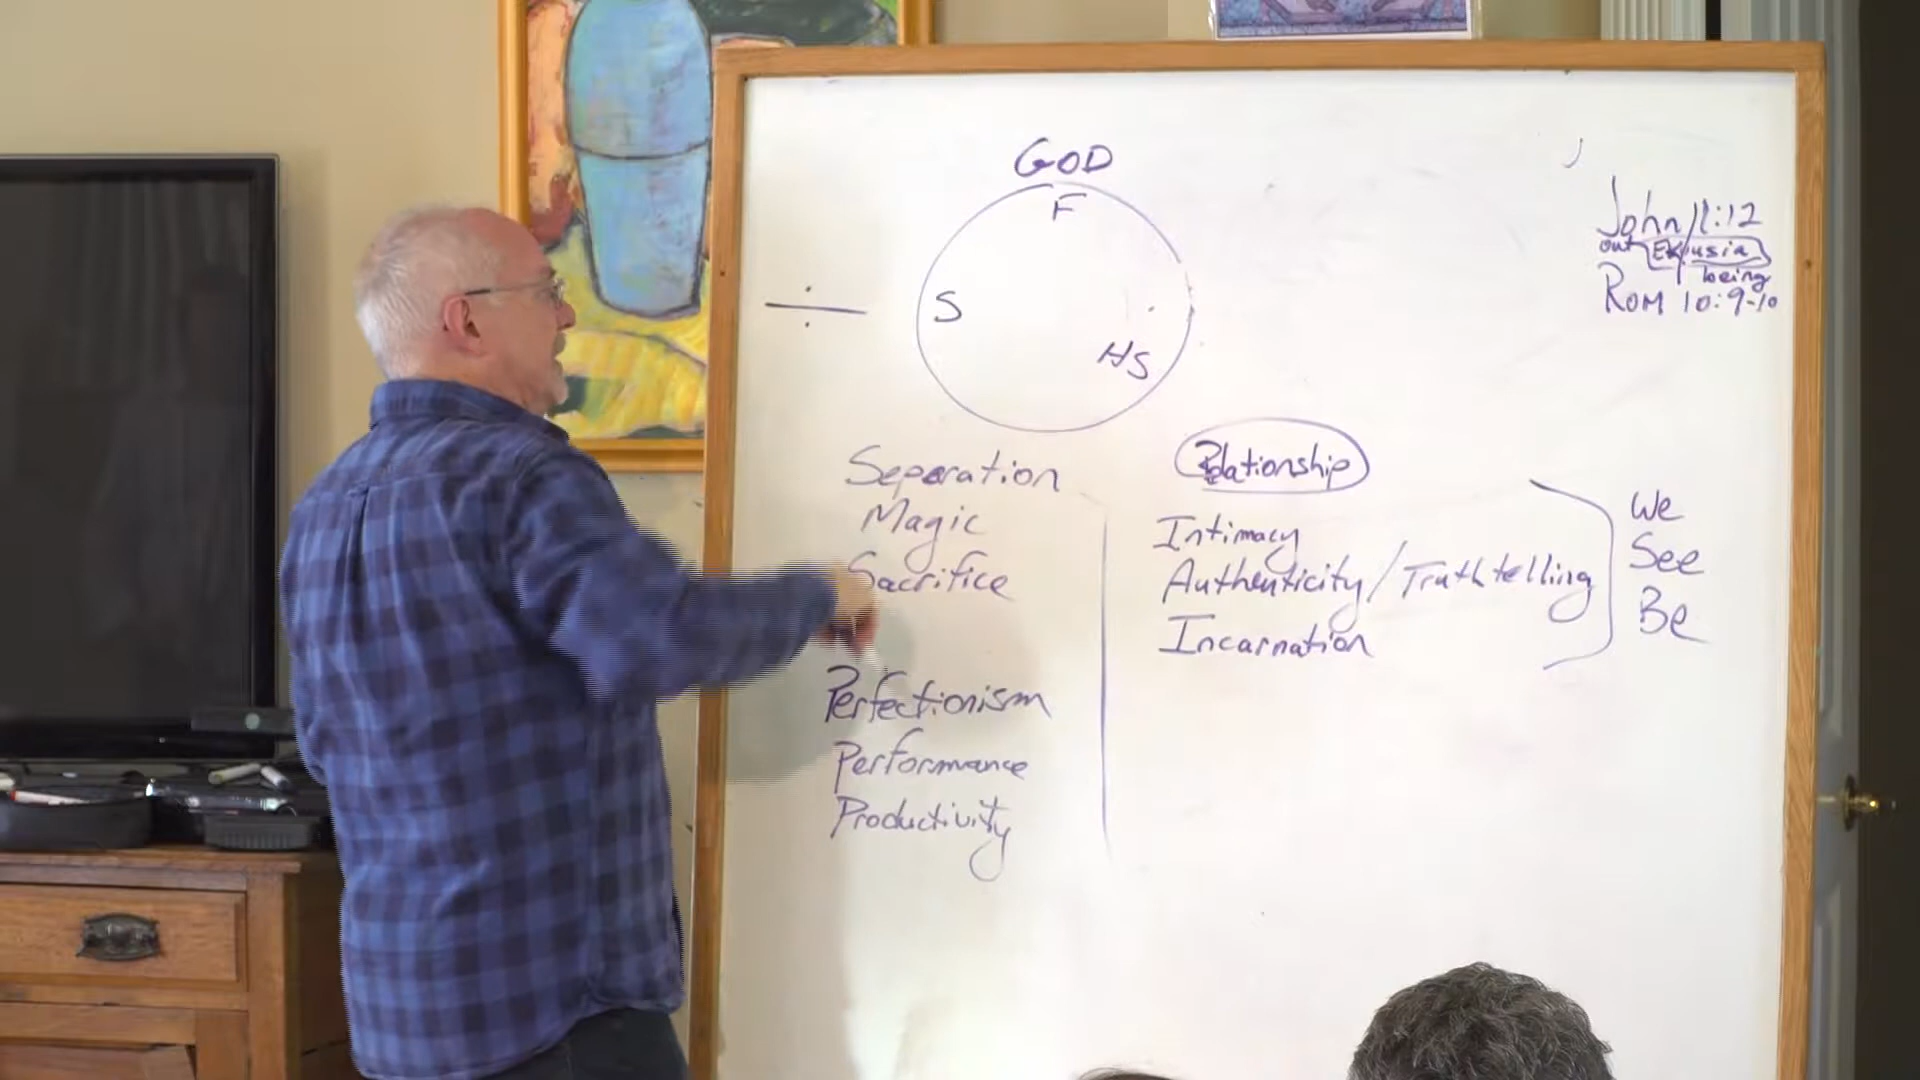 GOD
F
S
HS
÷
John 1:12
out Exousia
being
Rom 10:9-10
Separation
Magic
Sacrifice
Perfectionism
Performance
Productivity
Relationship
Intimacy
Authenticity / Truthtelling
Incarnation
We
See
Be